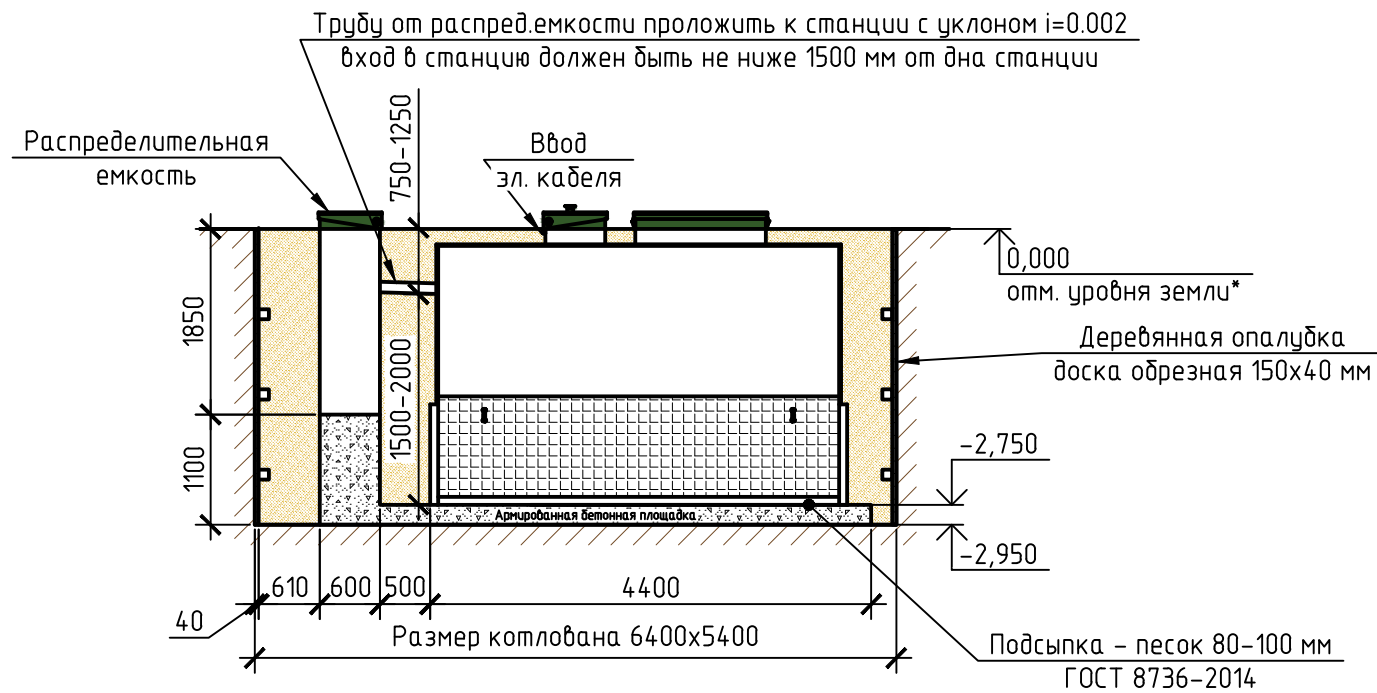 Трубу от распред.емкости проложить к станции с уклоном i=0.002
вход в станцию должен быть не ниже 1500 мм от дна станции
Распределительная
емкость
750-1250
Ввод
эл. кабеля
0,000
отм. уровня земли*
Деревянная опалубка
доска обрезная 150х40 мм
1850
1500-2000
1100
-2,750
Армированная бетонная площадка
-2,950
610
600
500
4400
40
Размер котлована 6400х5400
Подсыпка - песок 80-100 мм
ГОСТ 8736-2014